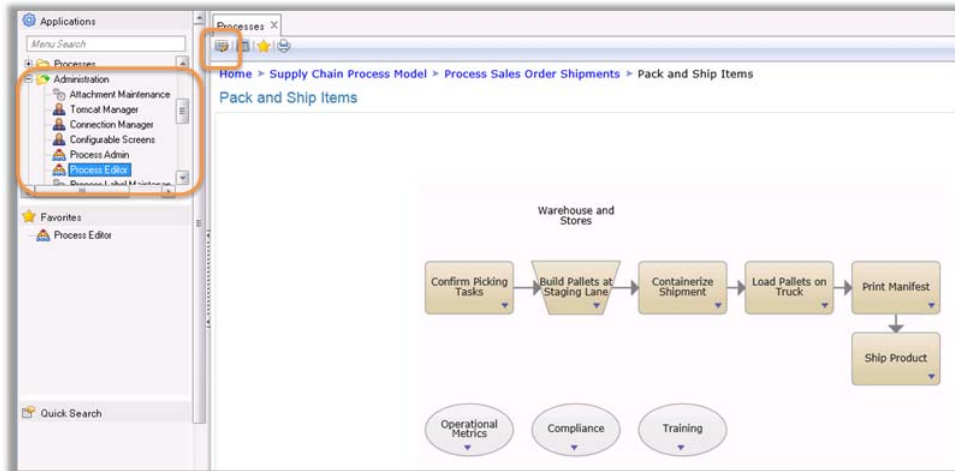 Applications
Menu Search
Processes
Administration
Attachment Maintenance
Tomcat Manager
Connection Manager
Configurable Screens
Process Admin
Process Editor
Process Label Maintenan
Favorites
Process Editor
Quick Search
Processes X
Home > Supply Chain Process Model > Process Sales Order Shipments > Pack and Ship Items
Pack and Ship Items
Warehouse and
Stores
Confirm Picking
Tasks
Build Pallets at
Staging Lane
Containerize
Shipment
Load Pallets on
Truck
Print Manifest
Ship Product
Operational
Metrics
Compliance
Training